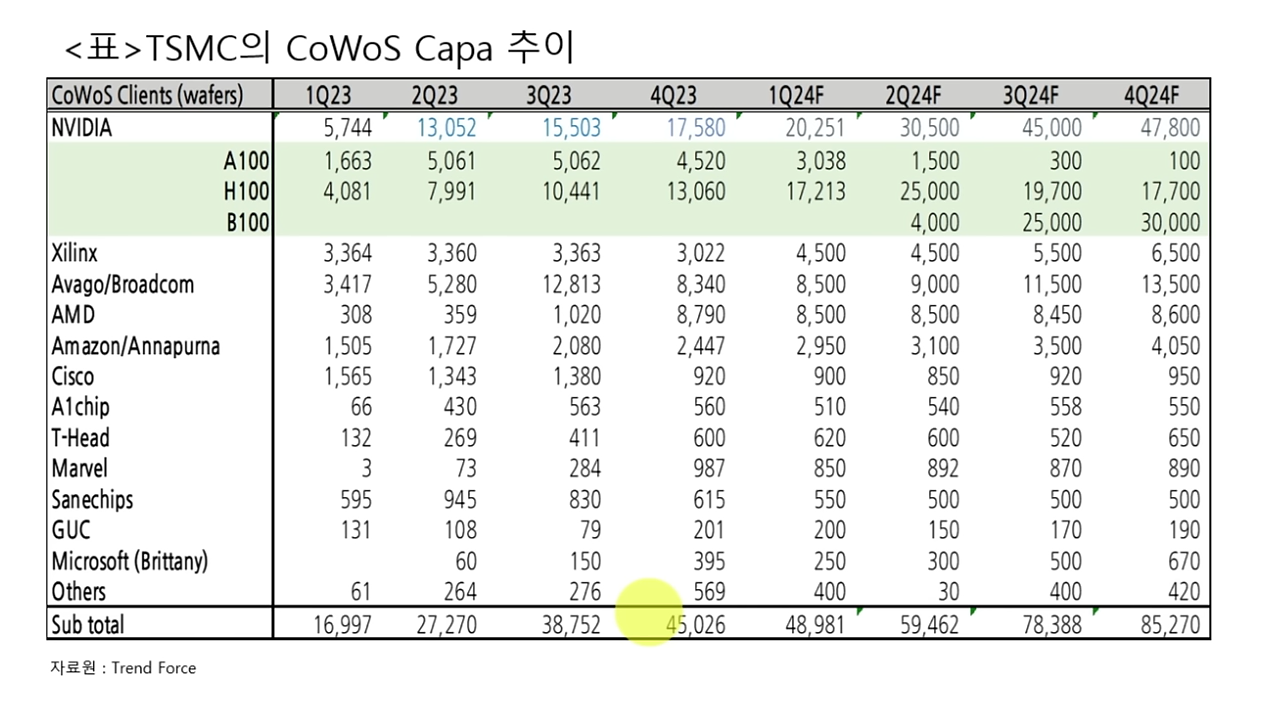 <표>TSMC의 CoWoS Capa 추이
CoWoS Clients (wafers) 1Q23 2Q23 3Q23 4Q23 1Q24F 2Q24F 3Q24F 4Q24F
NVIDIA 5,744 13,052 15,503 17,580 20,251 30,500 45,000 47,800
A100 1,663 5,061 5,062 4,520 3,038 1,500 300 100
H100 4,081 7,991 10,441 13,060 17,213 25,000 19,700 17,700
B100 4,000 25,000 30,000
Xilinx 3,364 3,360 3,363 3,022 4,500 4,500 5,500 6,500
Avago/Broadcom 3,417 5,280 12,813 8,340 8,500 9,000 11,500 13,500
AMD 308 359 1,020 8,790 8,500 8,500 8,450 8,600
Amazon/Annapurna 1,505 1,727 2,080 2,447 2,950 3,100 3,500 4,050
Cisco 1,565 1,343 1,380 920 900 850 920 950
A1chip 66 430 563 560 510 540 558 550
T-Head 132 269 411 600 620 600 520 650
Marvel 3 73 284 987 850 892 870 890
Sanechips 595 945 830 615 550 500 500 500
GUC 131 108 79 201 200 150 170 190
Microsoft (Brittany) 60 150 395 250 300 500 670
Others 61 264 276 569 400 30 400 420
Sub total 16,997 27,270 38,752 45,026 48,981 59,462 78,388 85,270
자료원 : Trend Force